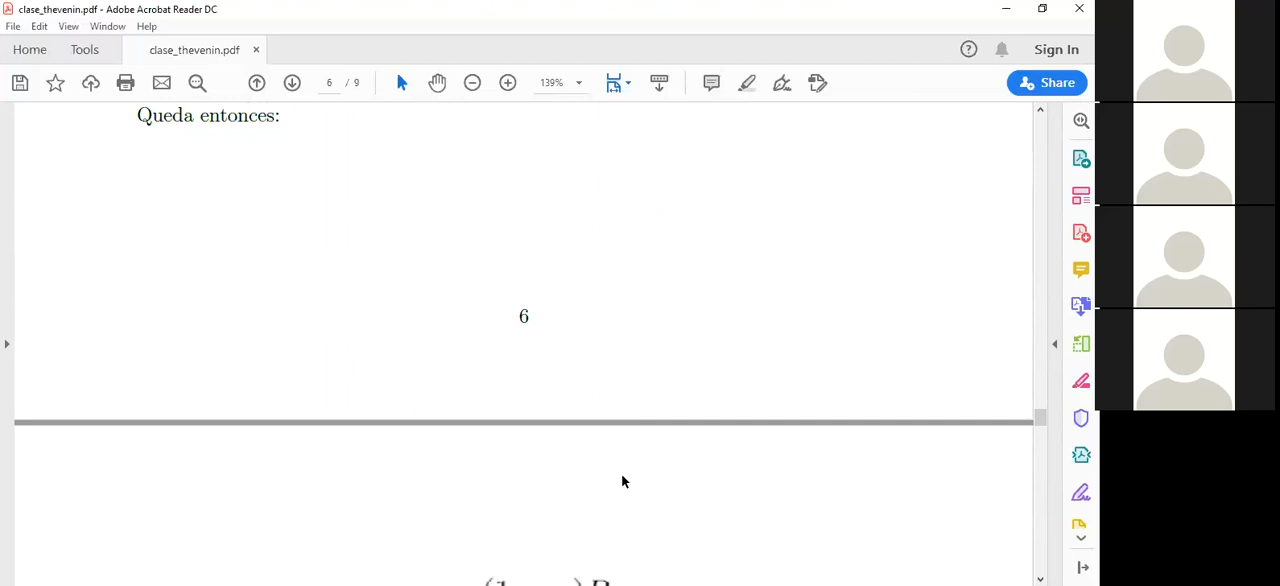 clase_thevenin.pdf - Adobe Acrobat Reader DC
File Edit View Window Help
Home Tools clase_thevenin.pdf × Sign In
6 / 9 139% Share
Queda entonces:
6